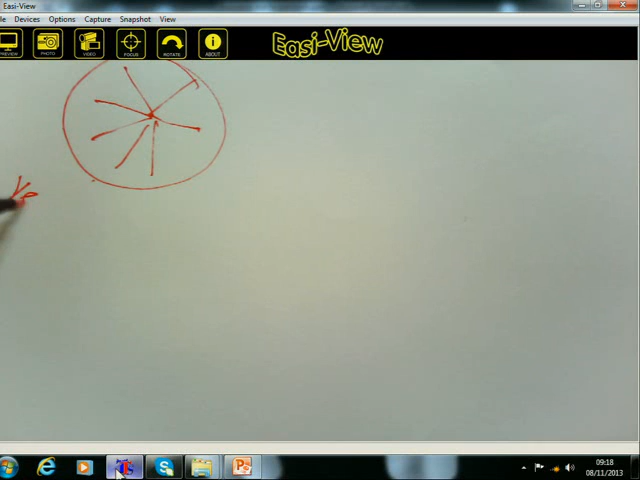 Easi-View
Devices Options Capture Snapshot View
PREVIEW PHOTO VIDEO FOCUS ROTATE ABOUT
Easi-View
09:18
08/11/2013